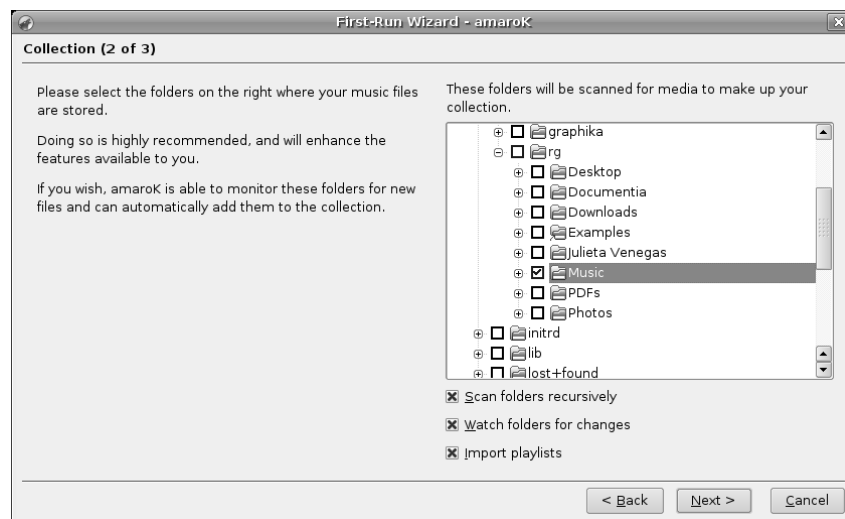 First-Run Wizard - amaroK
Collection (2 of 3)
Please select the folders on the right where your music files
are stored.
Doing so is highly recommended, and will enhance the
features available to you.
If you wish, amaroK is able to monitor these folders for new
files and can automatically add them to the collection.
These folders will be scanned for media to make up your
collection.
graphika
rg
Desktop
Documentia
Downloads
Examples
Julieta Venegas
Music
PDFs
Photos
initrd
lib
lost+found
Scan folders recursively
Watch folders for changes
Import playlists
< Back
Next >
Cancel